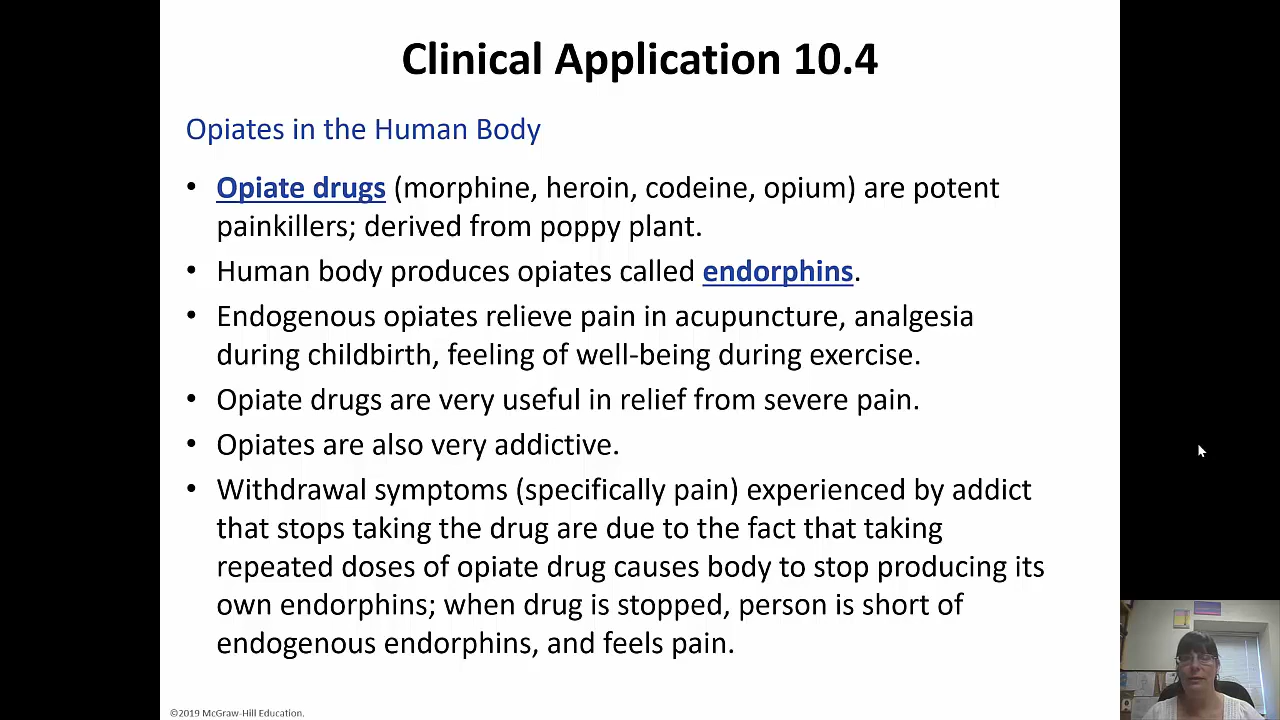 Clinical Application 10.4
Opiates in the Human Body
• Opiate drugs (morphine, heroin, codeine, opium) are potent
painkillers; derived from poppy plant.
• Human body produces opiates called endorphins.
• Endogenous opiates relieve pain in acupuncture, analgesia
during childbirth, feeling of well-being during exercise.
• Opiate drugs are very useful in relief from severe pain.
• Opiates are also very addictive.
• Withdrawal symptoms (specifically pain) experienced by addict
that stops taking the drug are due to the fact that taking
repeated doses of opiate drug causes body to stop producing its
own endorphins; when drug is stopped, person is short of
endogenous endorphins, and feels pain.
©2019 McGraw-Hill Education.